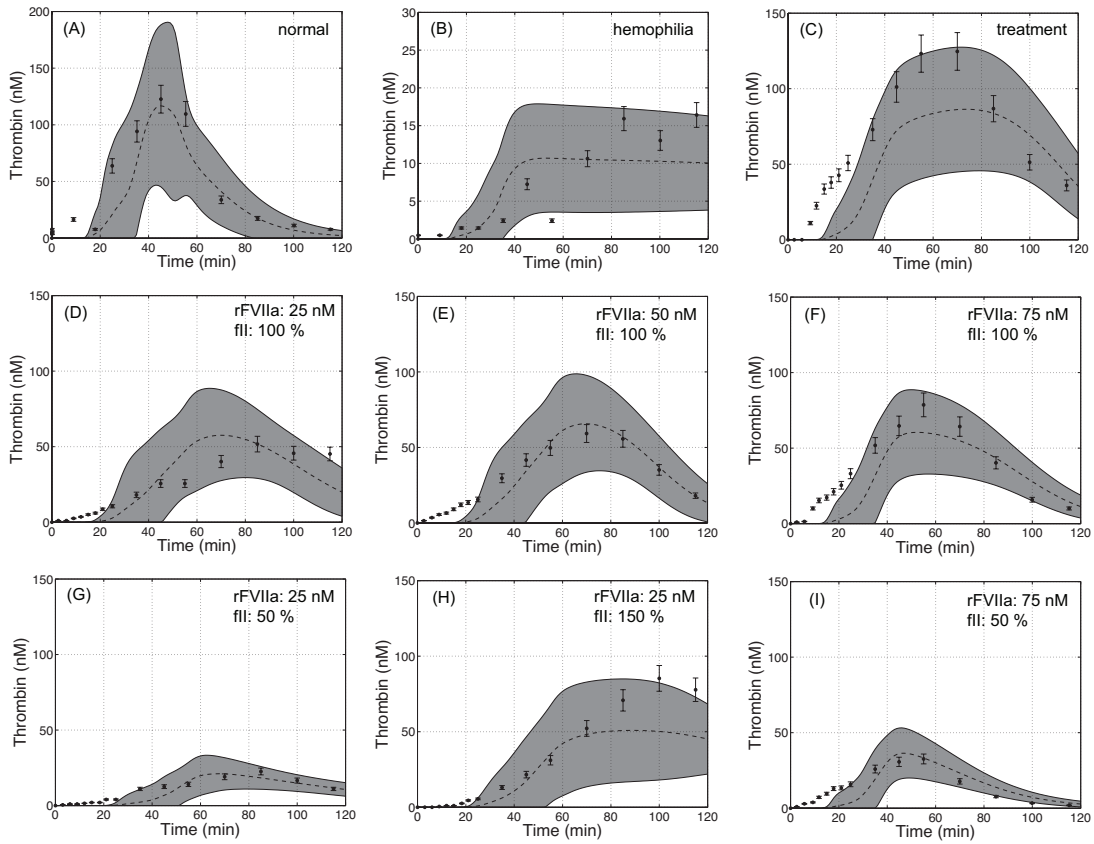 (A)
normal
200
150
100
50
0
Thrombin (nM)
0 20 40 60 80 100 120
Time (min)
(B)
hemophilia
30
25
20
15
10
5
0
Thrombin (nM)
0 20 40 60 80 100 120
Time (min)
(C)
treatment
150
100
50
0
Thrombin (nM)
0 20 40 60 80 100 120
Time (min)
(D)
rFVIIa: 25 nM
fII: 100 %
150
100
50
0
Thrombin (nM)
0 20 40 60 80 100 120
Time (min)
(E)
rFVIIa: 50 nM
fII: 100 %
150
100
50
0
Thrombin (nM)
0 20 40 60 80 100 120
Time (min)
(F)
rFVIIa: 75 nM
fII: 100 %
150
100
50
0
Thrombin (nM)
0 20 40 60 80 100 120
Time (min)
(G)
rFVIIa: 25 nM
fII: 50 %
150
100
50
0
Thrombin (nM)
0 20 40 60 80 100 120
Time (min)
(H)
rFVIIa: 25 nM
fII: 150 %
150
100
50
0
Thrombin (nM)
0 20 40 60 80 100 120
Time (min)
(I)
rFVIIa: 75 nM
fII: 50 %
150
100
50
0
Thrombin (nM)
0 20 40 60 80 100 120
Time (min)